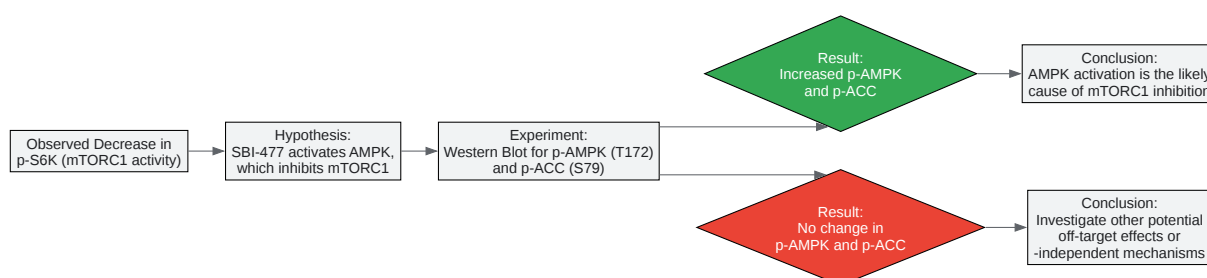 Observed Decrease in
p-S6K (mTORC1 activity)
Hypothesis:
SBI-477 activates AMPK,
which inhibits mTORC1
Experiment:
Western Blot for p-AMPK (T172)
and p-ACC (S79)
Result:
Increased p-AMPK
and p-ACC
Conclusion:
AMPK activation is the likely
cause of mTORC1 inhibition
Result:
No change in
p-AMPK and p-ACC
Conclusion:
Investigate other potential
off-target effects or
-independent mechanisms